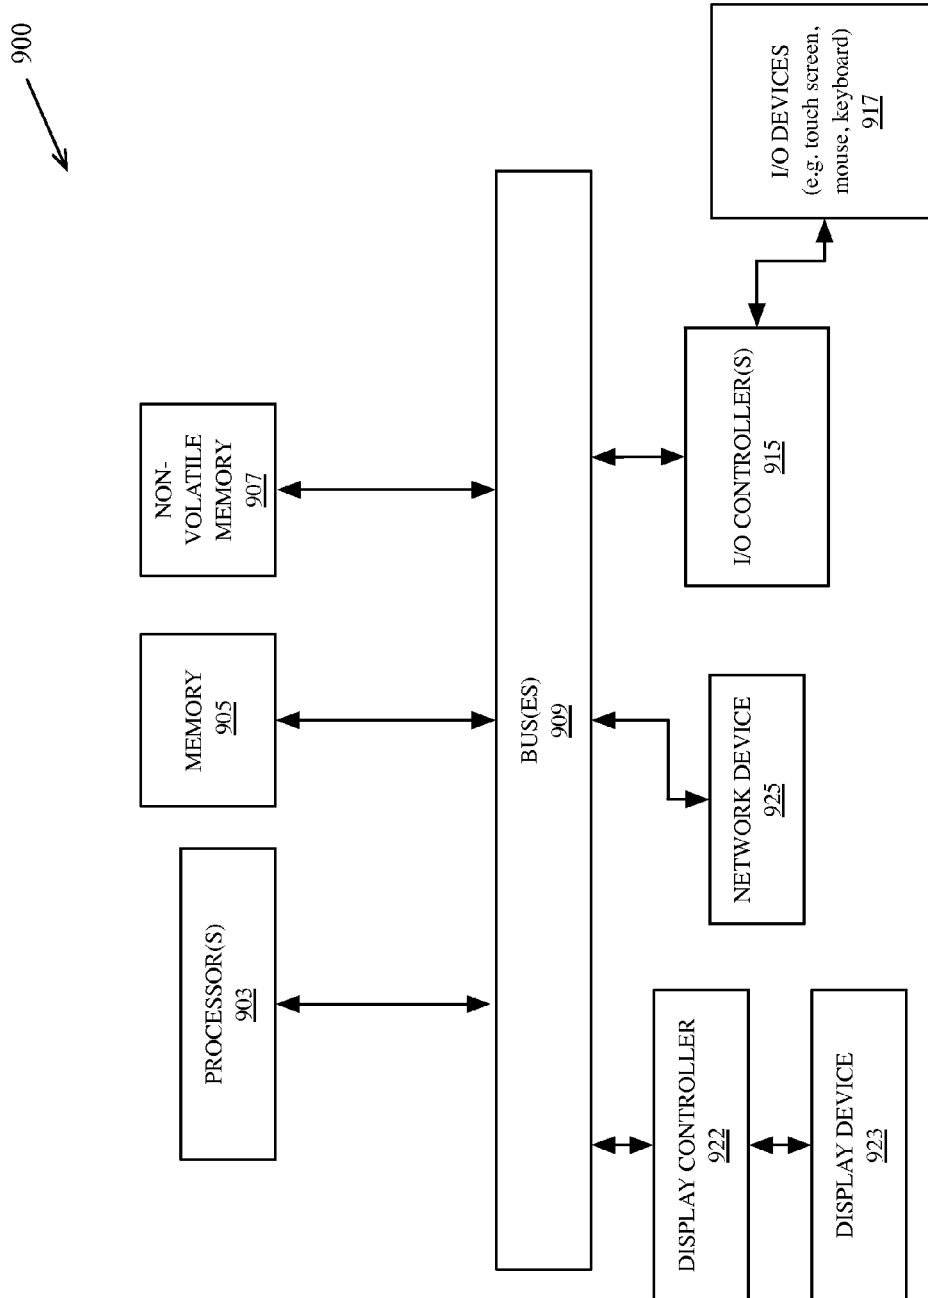 900
PROCESSOR(S)
903
MEMORY
905
NON-
VOLATILE
MEMORY
907
BUS(ES)
909
DISPLAY CONTROLLER
922
DISPLAY DEVICE
923
NETWORK DEVICE
925
I/O CONTROLLER(S)
915
I/O DEVICES
(e.g. touch screen,
mouse, keyboard)
917